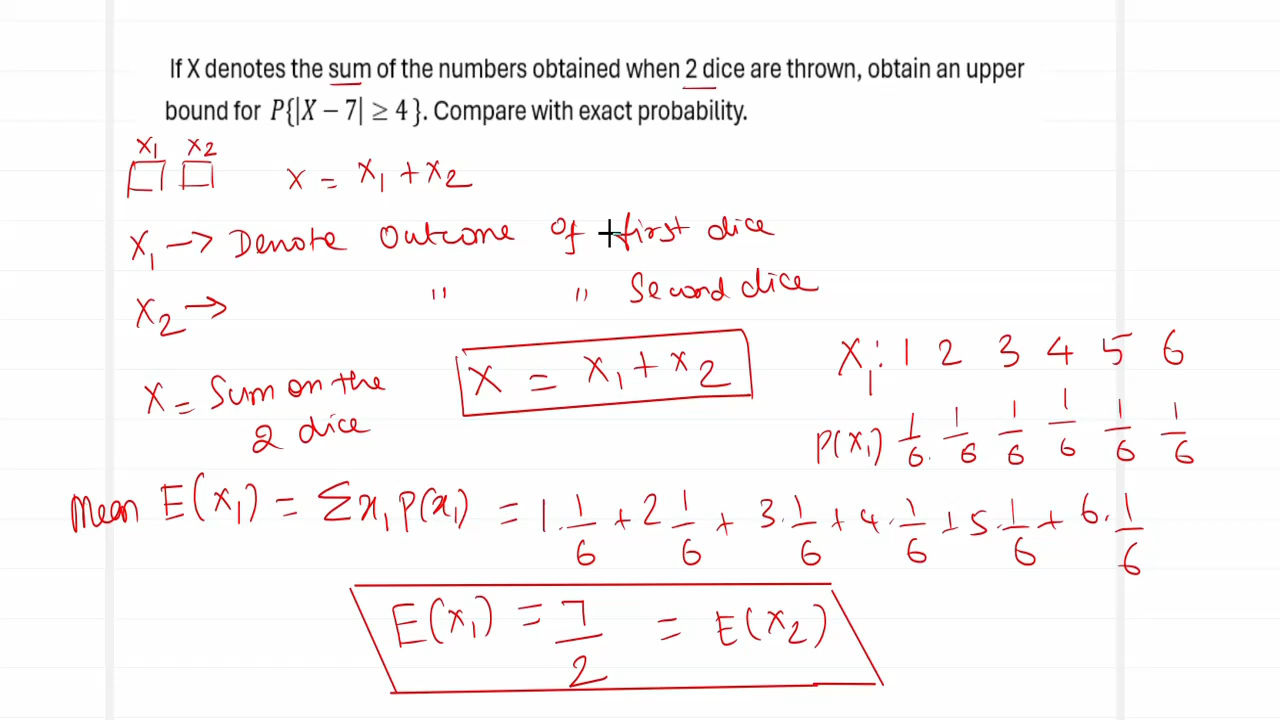 If X denotes the sum of the numbers obtained when 2 dice are thrown, obtain an upper
bound for P{|X − 7| ≥ 4}. Compare with exact probability.
X₁ X₂
X = X₁ + X₂
X₁ → Denote Outcome of first dice
X₂ → " " Second dice
X = Sum on the
2 dice
X = X₁ + X₂
X₁ : 1 2 3 4 5 6
P(X₁) 1/6 1/6 1/6 1/6 1/6 1/6
Mean E(X₁) = Σx₁P(x₁) = 1·1/6 + 2 1/6 + 3·1/6 + 4·1/6 + 5·1/6 + 6·1/6
E(X₁) = 7/2 = E(X₂)